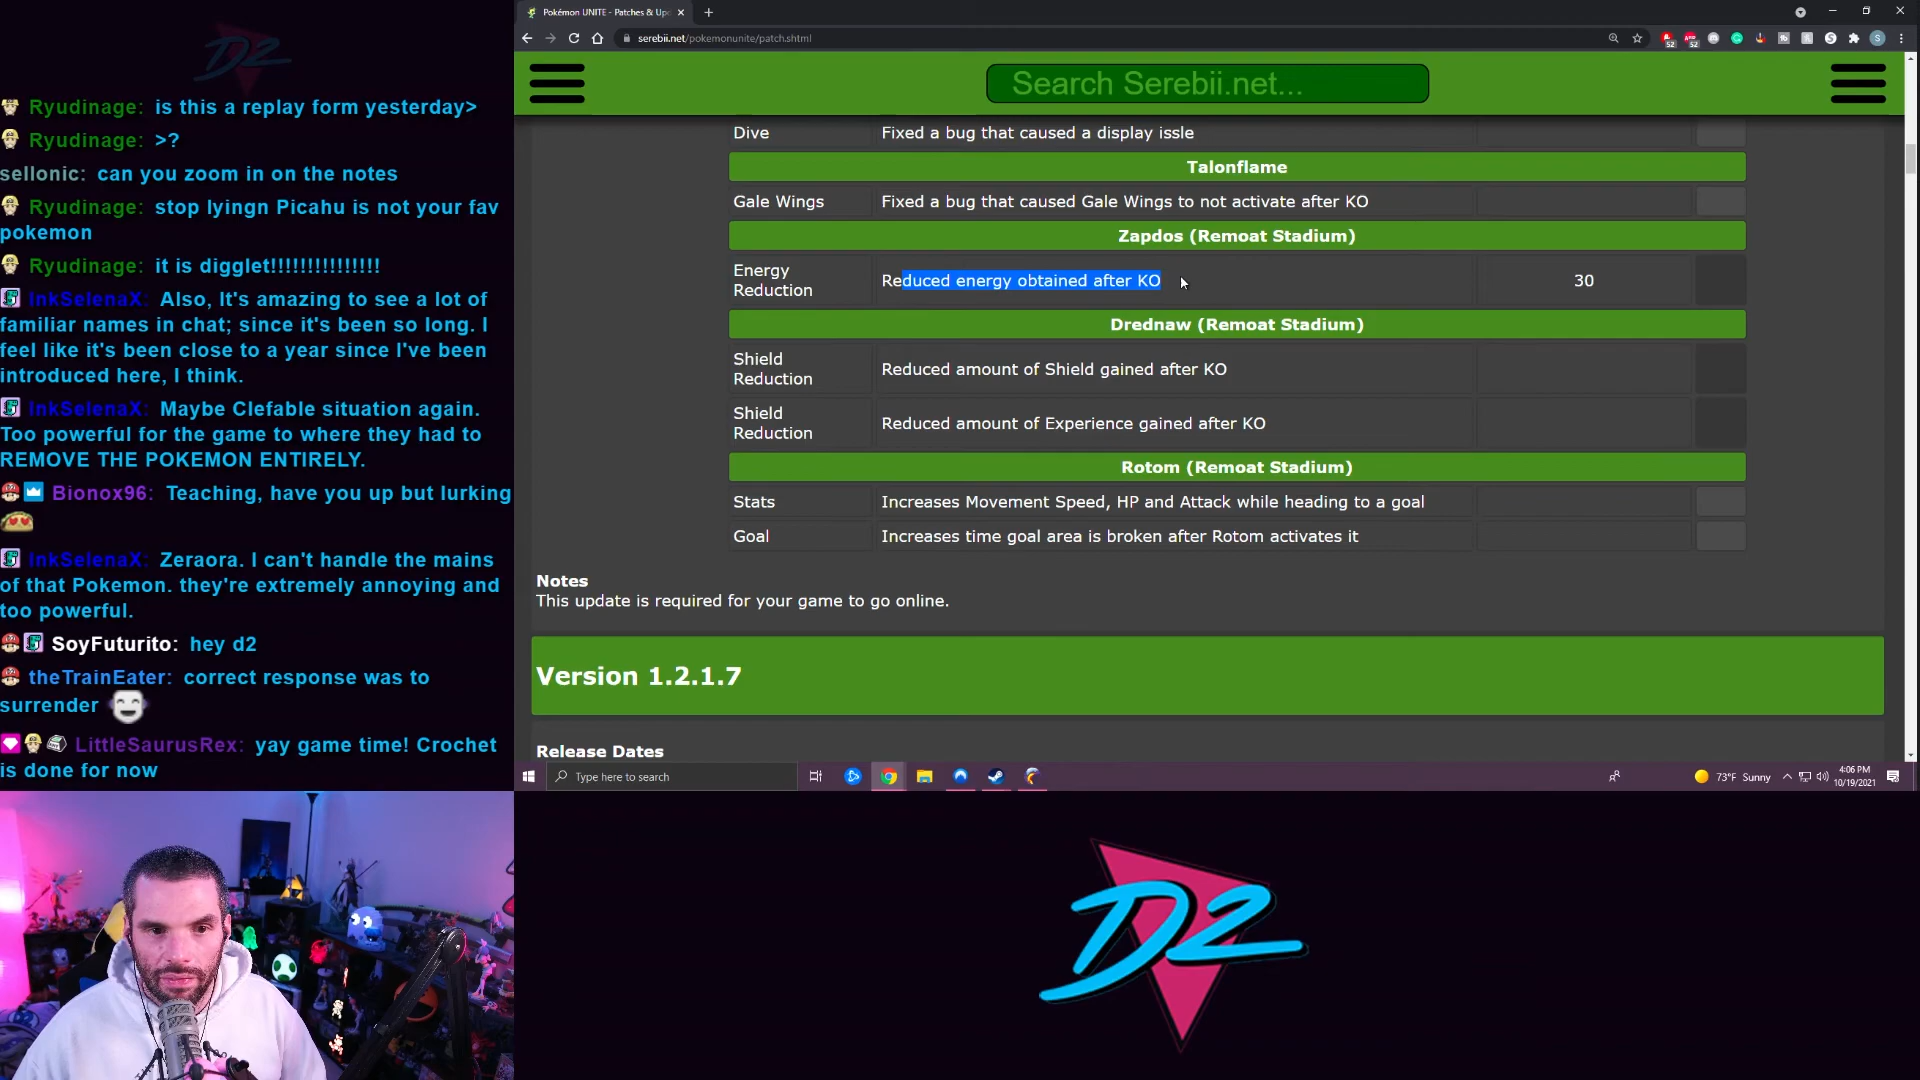 D2
Ryudinage: is this a replay form yesterday>
Ryudinage: >?
sellonic: can you zoom in on the notes
Ryudinage: stop lyingn Picahu is not your fav
pokemon
Ryudinage: it is digglet!!!!!!!!!!!!!!!
InkSelenaX: Also, It's amazing to see a lot of
familiar names in chat; since it's been so long. I
feel like it's been close to a year since I've been
introduced here, I think.
InkSelenaX: Maybe Clefable situation again.
Too powerful for the game to where they had to
REMOVE THE POKEMON ENTIRELY.
Bionox96: Teaching, have you up but lurking
InkSelenaX: Zeraora. I can't handle the mains
of that Pokemon. they're extremely annoying and
too powerful.
SoyFuturito: hey d2
theTrainEater: correct response was to
surrender
LittleSaurusRex: yay game time! Crochet
is done for now
Pokémon UNITE - Patches & Up
serebii.net/pokemonunite/patch.shtml
52
52
S
Search Serebii.net...
Dive Fixed a bug that caused a display issle
Talonflame
Gale Wings Fixed a bug that caused Gale Wings to not activate after KO
Zapdos (Remoat Stadium)
Energy
Reduction Reduced energy obtained after KO 30
Drednaw (Remoat Stadium)
Shield
Reduction Reduced amount of Shield gained after KO
Shield
Reduction Reduced amount of Experience gained after KO
Rotom (Remoat Stadium)
Stats Increases Movement Speed, HP and Attack while heading to a goal
Goal Increases time goal area is broken after Rotom activates it
Notes
This update is required for your game to go online.
Version 1.2.1.7
Release Dates
Type here to search
73°F Sunny
4:06 PM
10/19/2021
D2